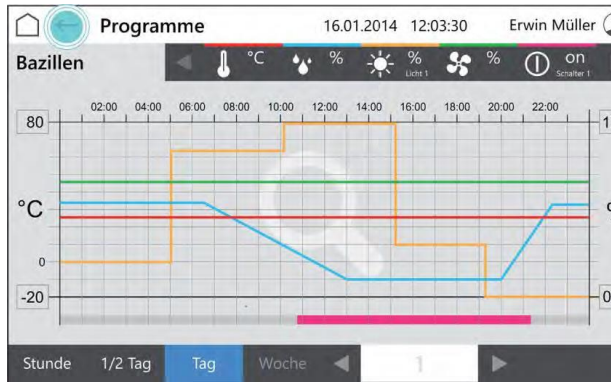 Programme 16.01.2014 12:03:30 Erwin Müller
Bazillen °C % % % on
Licht 1 Schalter 1
02:00 04:00 06:00 08:00 10:00 12:00 14:00 16:00 18:00 20:00 22:00
80
°C
0
-20 0
Stunde 1/2 Tag Tag Woche 1